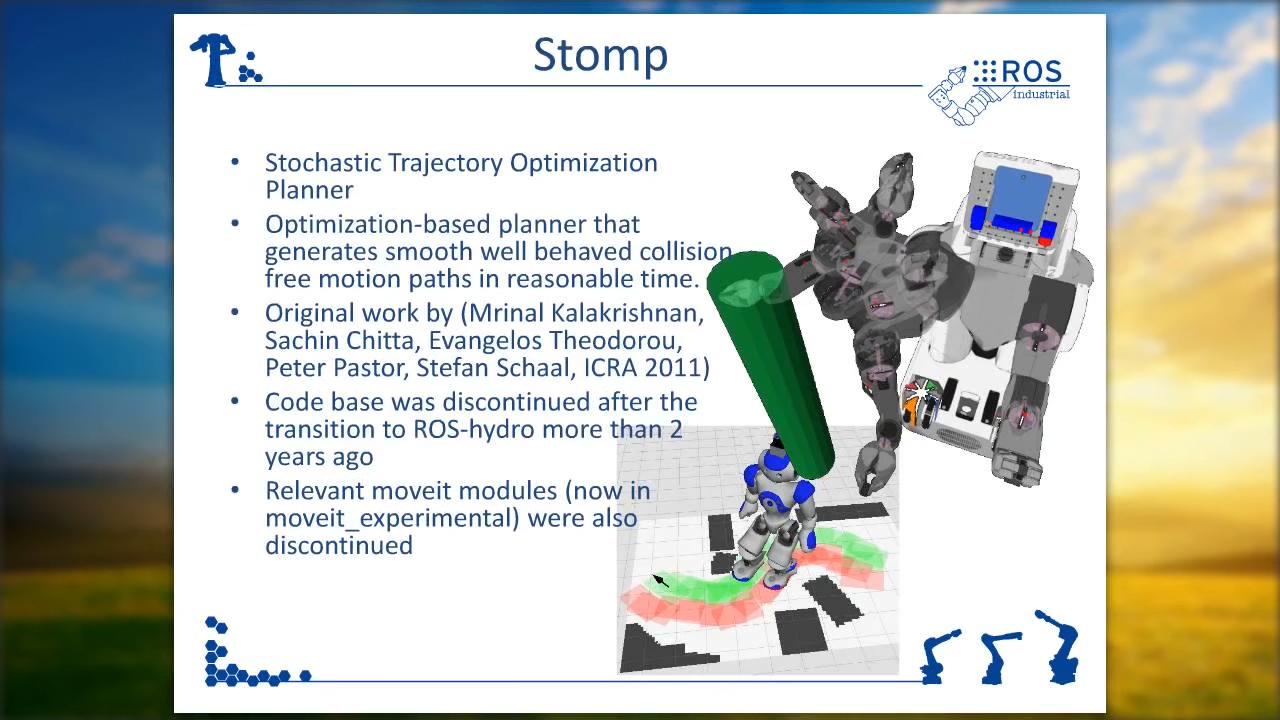 Stomp
ROS
industrial
• Stochastic Trajectory Optimization
Planner
• Optimization-based planner that
generates smooth well behaved collision
free motion paths in reasonable time.
• Original work by (Mrinal Kalakrishnan,
Sachin Chitta, Evangelos Theodorou,
Peter Pastor, Stefan Schaal, ICRA 2011)
• Code base was discontinued after the
transition to ROS-hydro more than 2
years ago
• Relevant moveit modules (now in
moveit_experimental) were also
discontinued